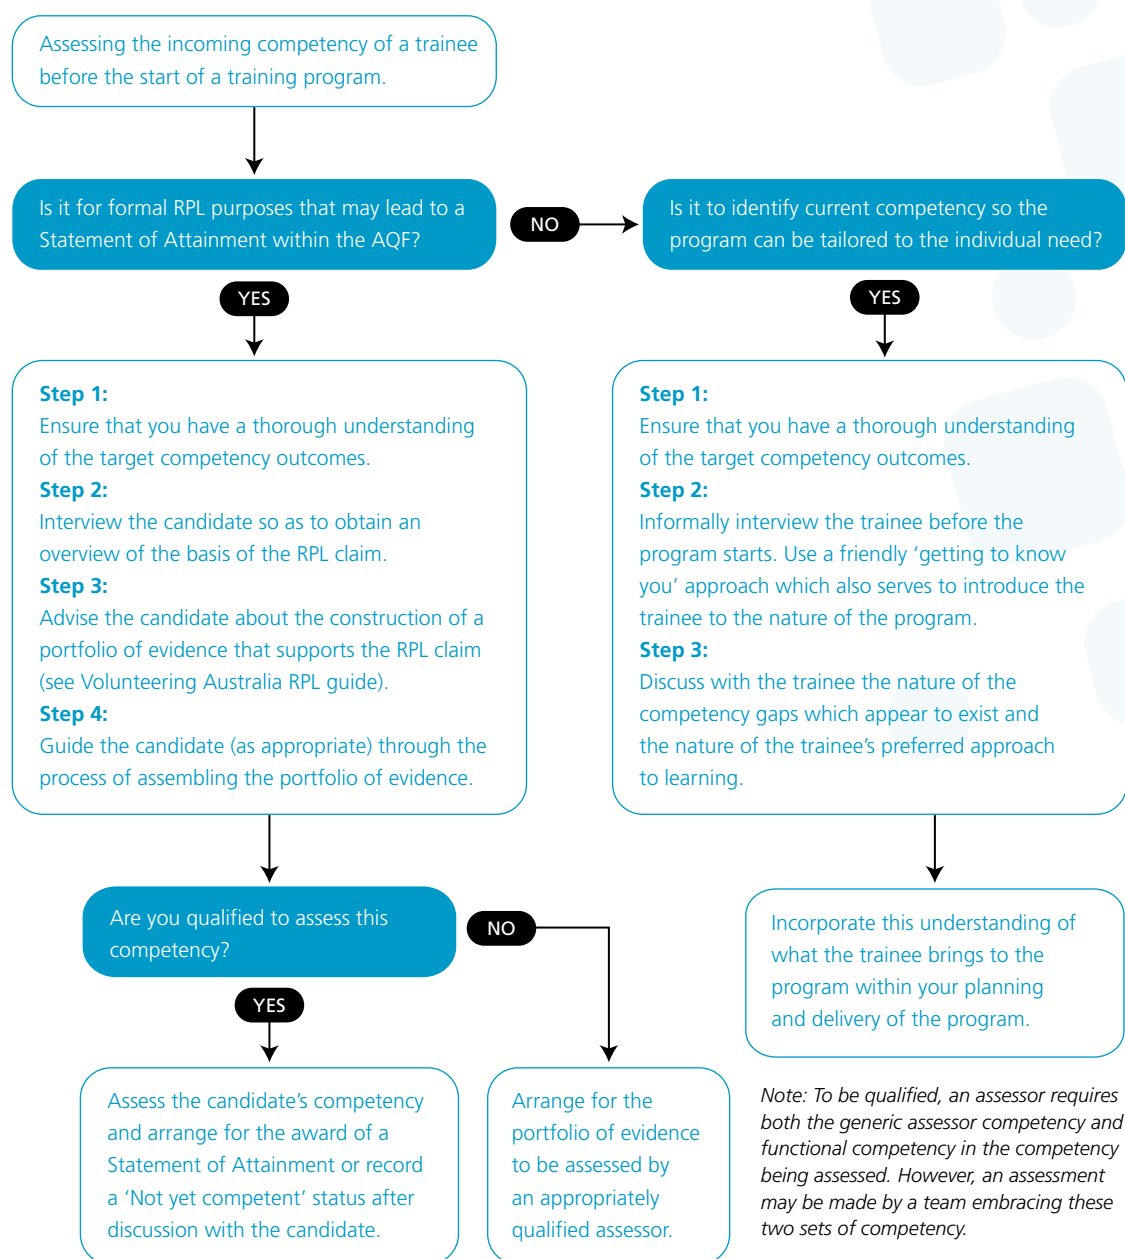 Assessing the incoming competency of a trainee
before the start of a training program.
Is it for formal RPL purposes that may lead to a
Statement of Attainment within the AQF?
NO
Is it to identify current competency so the
program can be tailored to the individual need?
YES
YES
Step 1:
Ensure that you have a thorough understanding
of the target competency outcomes.
Step 2:
Interview the candidate so as to obtain an
overview of the basis of the RPL claim.
Step 3:
Advise the candidate about the construction of a
portfolio of evidence that supports the RPL claim
(see Volunteering Australia RPL guide).
Step 4:
Guide the candidate (as appropriate) through the
process of assembling the portfolio of evidence.
Step 1:
Ensure that you have a thorough understanding
of the target competency outcomes.
Step 2:
Informally interview the trainee before the
program starts. Use a friendly ‘getting to know
you’ approach which also serves to introduce the
trainee to the nature of the program.
Step 3:
Discuss with the trainee the nature of the
competency gaps which appear to exist and
the nature of the trainee’s preferred approach
to learning.
Are you qualified to assess this
competency?
NO
YES
Incorporate this understanding of
what the trainee brings to the
program within your planning
and delivery of the program.
Assess the candidate’s competency
and arrange for the award of a
Statement of Attainment or record
a ‘Not yet competent’ status after
discussion with the candidate.
Arrange for the
portfolio of evidence
to be assessed by
an appropriately
qualified assessor.
Note: To be qualified, an assessor requires
both the generic assessor competency and
functional competency in the competency
being assessed. However, an assessment
may be made by a team embracing these
two sets of competency.